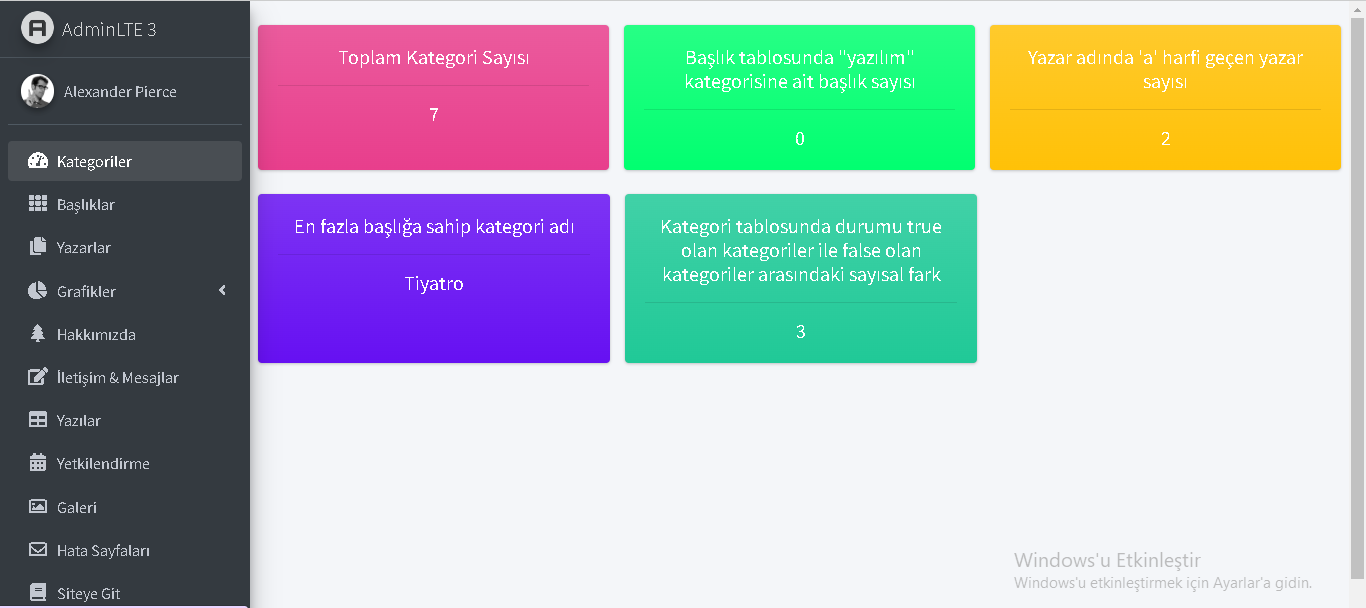 AdminLTE 3
Alexander Pierce
Kategoriler
Başlıklar
Yazarlar
Grafikler
Hakkımızda
İletişim & Mesajlar
Yazılar
Yetkilendirme
Galeri
Hata Sayfaları
Siteye Git
Toplam Kategori Sayısı
7
Başlık tablosunda "yazılım"
kategorisine ait başlık sayısı
0
Yazar adında 'a' harfi geçen yazar
sayısı
2
En fazla başlığa sahip kategori adı
Tiyatro
Kategori tablosunda durumu true
olan kategoriler ile false olan
kategoriler arasındaki sayısal fark
3
Windows'u Etkinleştir
Windows'u etkinleştirmek için Ayarlar'a gidin.